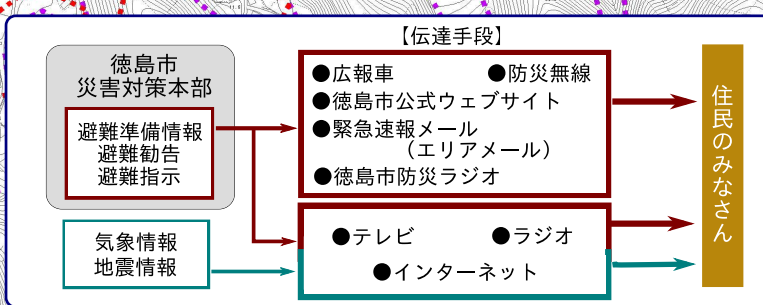 【伝達手段】
徳島市
災害対策本部
避難準備情報
避難勧告
避難指示
気象情報
地震情報
●広報車 ●防災無線
●徳島市公式ウェブサイト
●緊急速報メール
（エリアメール）
●徳島市防災ラジオ
●テレビ ●ラジオ
●インターネット
住民のみなさん